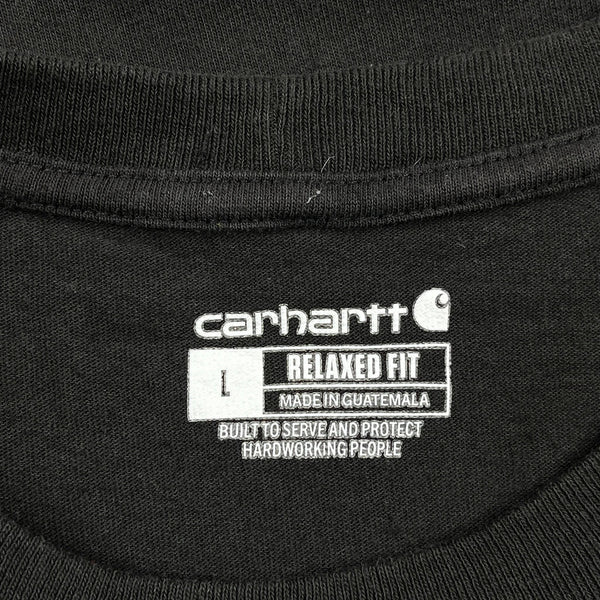 carhartt
L
RELAXED FIT
MADE IN GUATEMALA
BUILT TO SERVE AND PROTECT
HARDWORKING PEOPLE